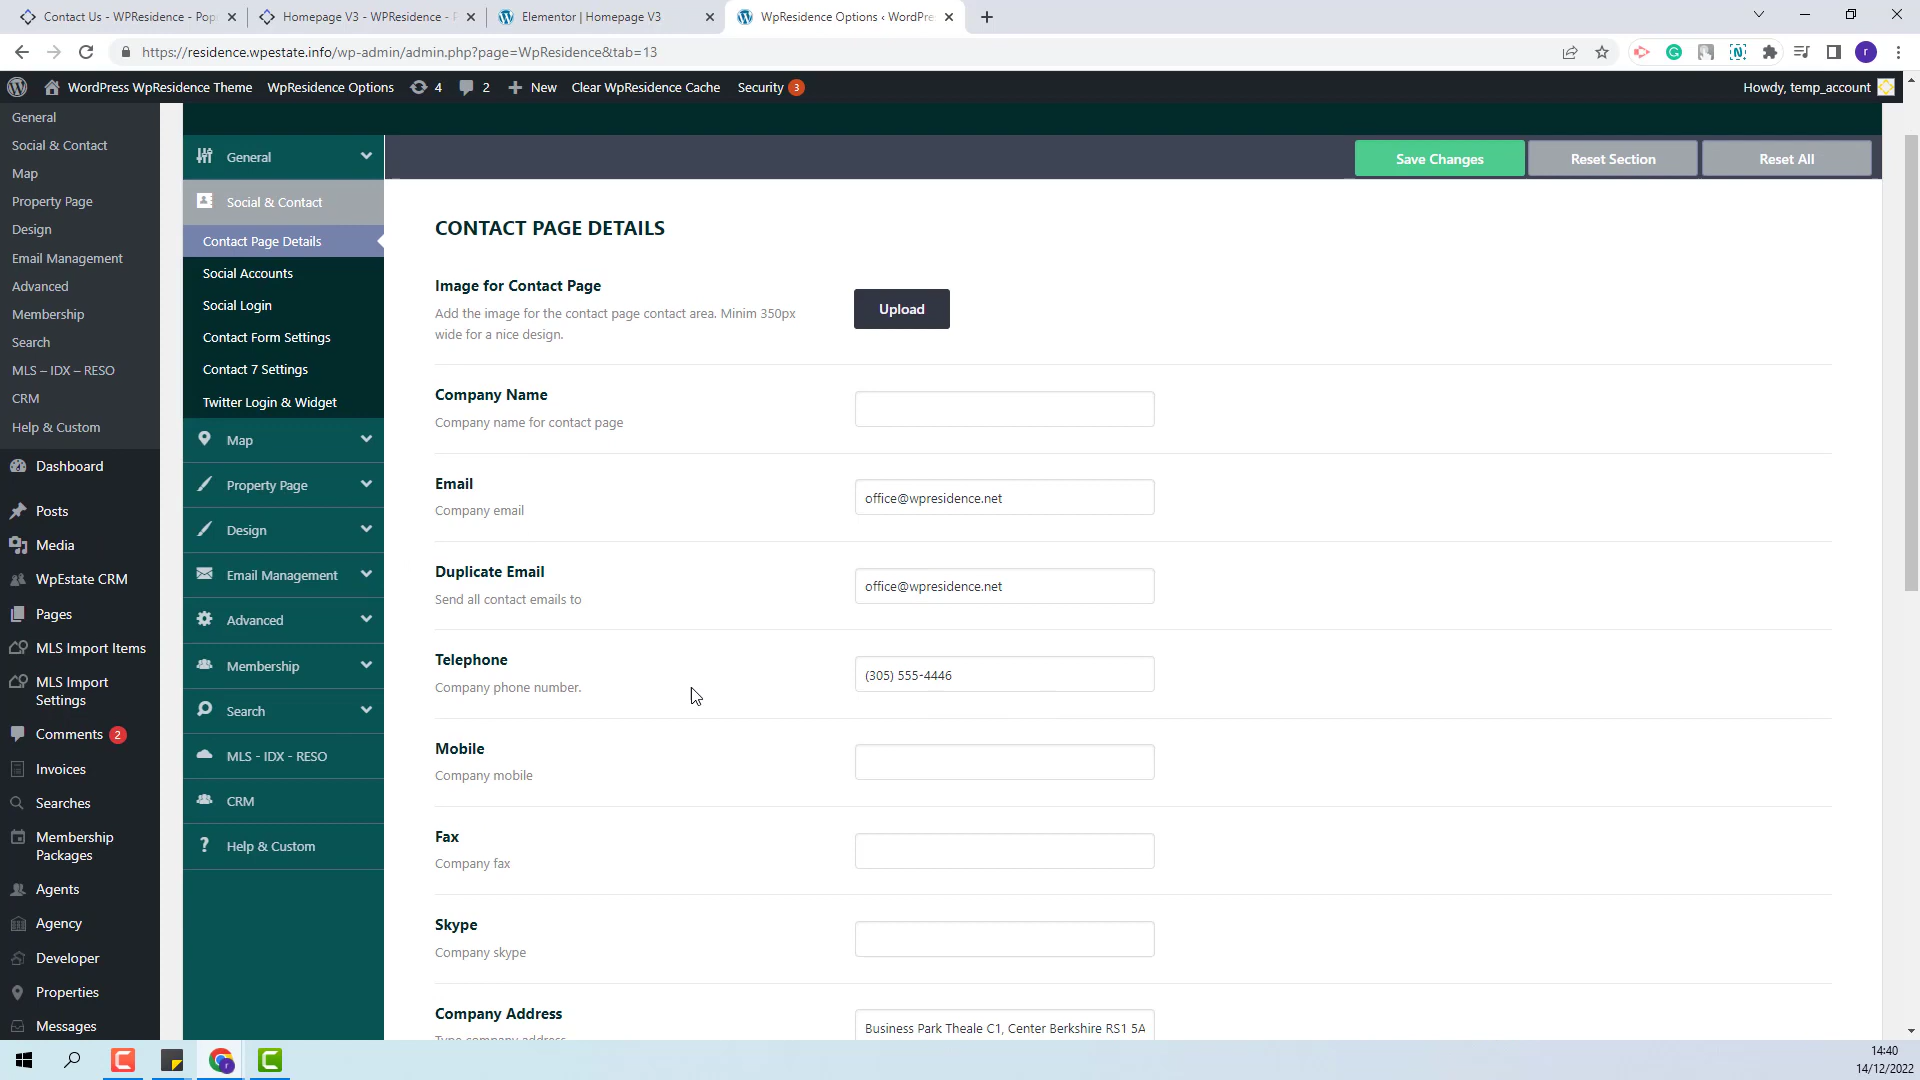 Contact Us - WPResidence - Pop
Homepage V3 - WPResidence - P
Elementor | Homepage V3
WpResidence Options ‹ WordPre
https://residence.wpestate.info/wp-admin/admin.php?page=WpResidence&tab=13
WordPress WpResidence Theme
WpResidence Options
4
2
New
Clear WpResidence Cache
Security 3
Howdy, temp_account
General
Social & Contact
Map
Property Page
Design
Email Management
Advanced
Membership
Search
MLS – IDX – RESO
CRM
Help & Custom
Dashboard
Posts
Media
WpEstate CRM
Pages
MLS Import Items
MLS Import
Settings
Comments 2
Invoices
Searches
Membership
Packages
Agents
Agency
Developer
Properties
Messages
General
Social & Contact
Contact Page Details
Social Accounts
Social Login
Contact Form Settings
Contact 7 Settings
Twitter Login & Widget
Map
Property Page
Design
Email Management
Advanced
Membership
Search
MLS - IDX - RESO
CRM
Help & Custom
Save Changes
Reset Section
Reset All
CONTACT PAGE DETAILS
Image for Contact Page
Add the image for the contact page contact area. Minim 350px
wide for a nice design.
Upload
Company Name
Company name for contact page
Email
Company email
office@wpresidence.net
Duplicate Email
Send all contact emails to
office@wpresidence.net
Telephone
Company phone number.
(305) 555-4446
Mobile
Company mobile
Fax
Company fax
Skype
Company skype
Company Address
Type company address
Business Park Theale C1, Center Berkshire RS1 5A
14:40
14/12/2022